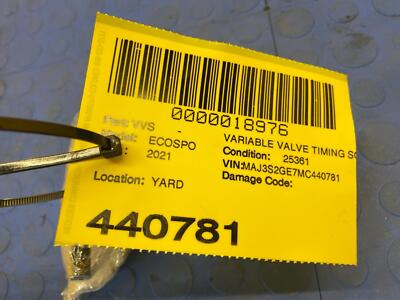 0000018976
Part: VVS
VARIABLE VALVE TIMING SO
Model: ECOSPO
Condition: 25361
2021
VIN:MAJ3S2GE7MC440781
Location: YARD
Damage Code:
440781